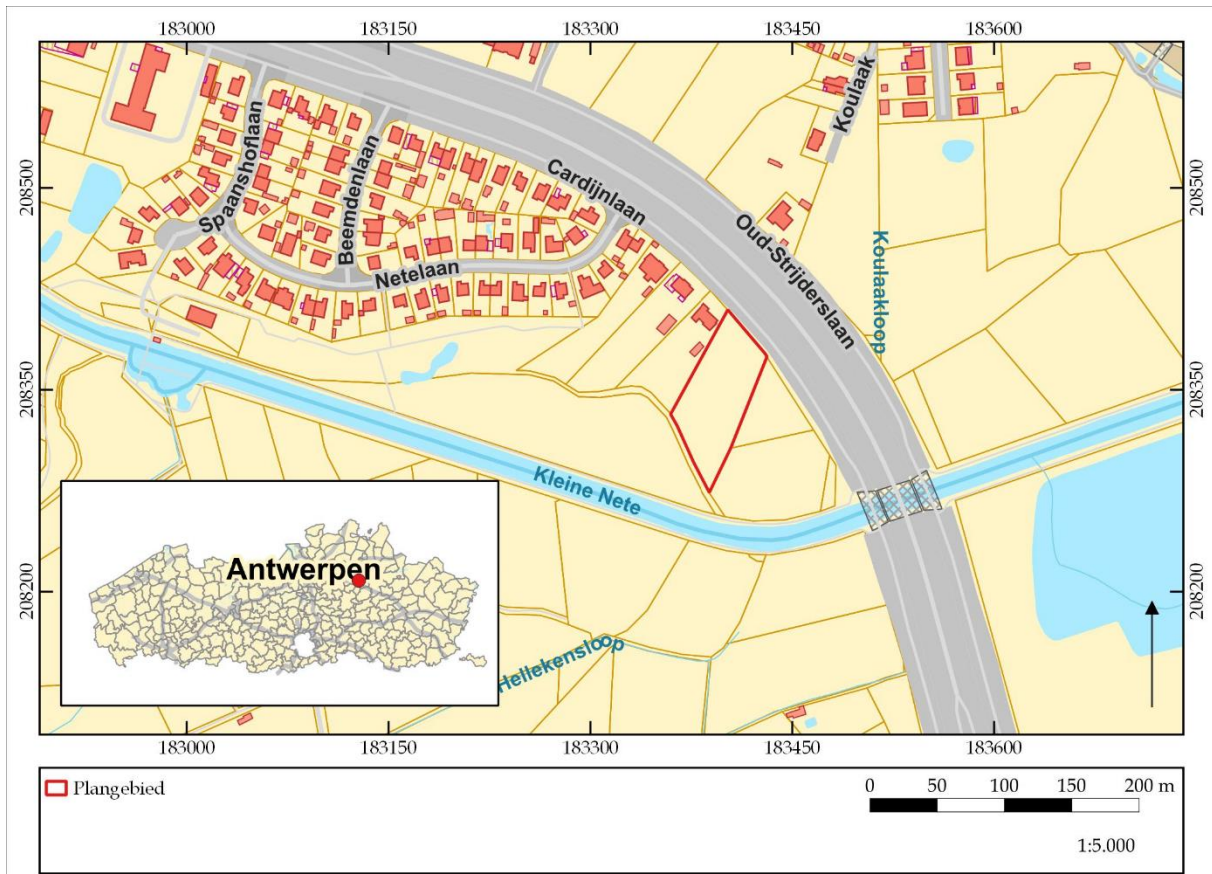 183000 183150 183300 183450 183600
208500
208350
208200
208500
208350
208200
Spaanshoflaan
Beemdenlaan
Netelaan
Cardijnlaan
Oud-Strijderslaan
Koulaak
Koulaakloop
Kleine Nete
Hellekensloop
Antwerpen
183000 183150 183300 183450 183600
Plangebied
0 50 100 150 200 m
1:5.000